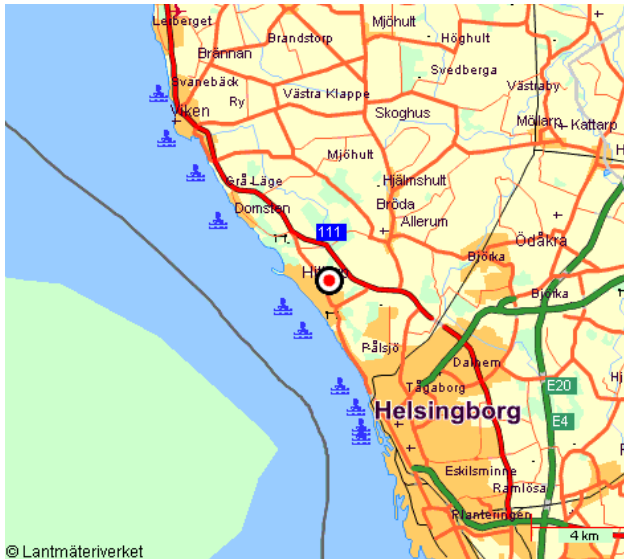 Leiberget
Brandstorp
Mjöhult
Höghult
Brännan
Svedberga
Svanebäck
Västra Klappe
Västraby
Ry
Viken
Skoghus
Möllarp
Kattarp
Mjöhult
Grå Läge
Hjälmshult
Domsten
Bröda
Allerum
111
Ödåkra
Björka
Björka
Pålsjö
Dalhem
Tågaborg
E20
Helsingborg
E4
Eskilsminne
Ramlösa
Planteringen
4 km
© Lantmäteriverket